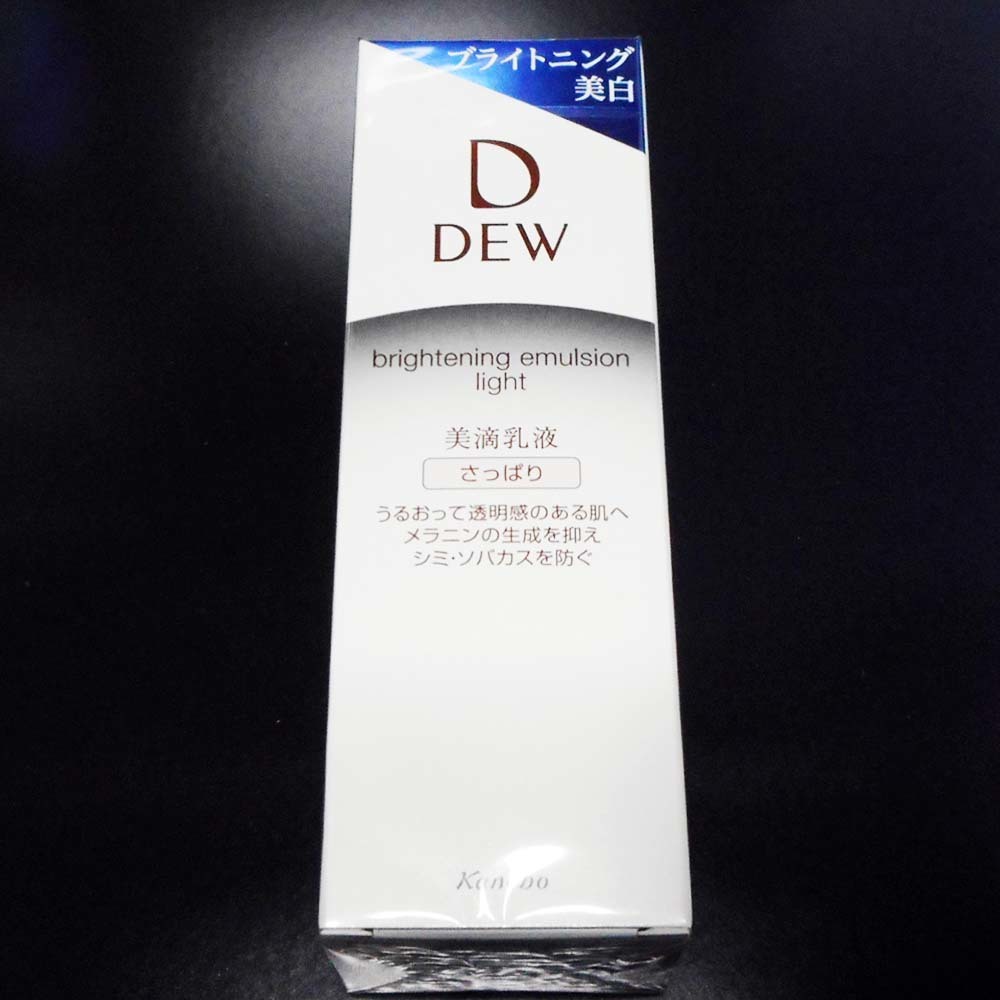 ブライトニング
美白
D
DEW
brightening emulsion
light
美滴乳液
さっぱり
うるおって透明感のある肌へ
メラニンの生成を抑え
シミ・ソバカスを防ぐ
Kanebo